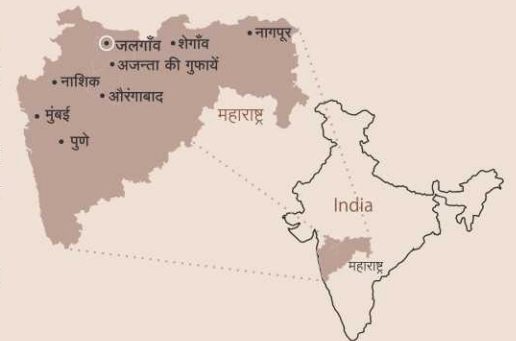 नागपूर
जलगाँव
शेगाँव
अजन्ता की गुफायें
नाशिक
औरंगाबाद
मुंबई
महाराष्ट्र
पुणे
India
महाराष्ट्र